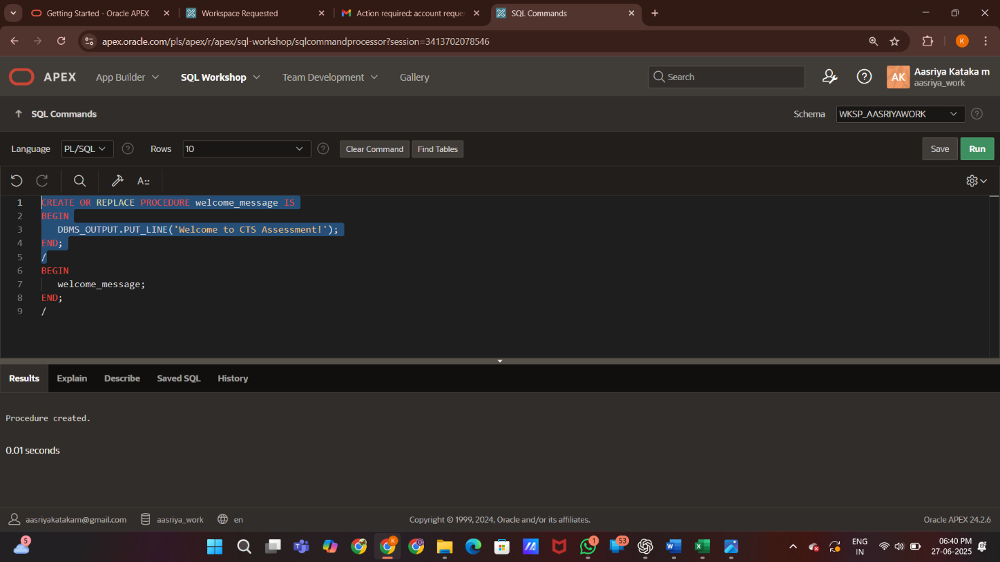 Getting Started - Oracle APEX
Workspace Requested
Action required: account reques
SQL Commands
apex.oracle.com/pls/apex/r/apex/sql-workshop/sqlcommandprocessor?session=3413702078546
K
APEX
App Builder
SQL Workshop
Team Development
Gallery
Search
AK
Aasriya Kataka m
aasriya_work
SQL Commands
Schema
WKSP_AASRIYAWORK
Language
PL/SQL
Rows
10
Clear Command
Find Tables
Save
Run
A::
1 CREATE OR REPLACE PROCEDURE welcome_message IS
2 BEGIN
3 DBMS_OUTPUT.PUT_LINE('Welcome to CTS Assessment!');
4 END;
5 /
6 BEGIN
7 welcome_message;
8 END;
9 /
Results
Explain
Describe
Saved SQL
History
Procedure created.
0.01 seconds
aasriyakatakam@gmail.com
aasriya_work
en
Copyright © 1999, 2024, Oracle and/or its affiliates.
Oracle APEX 24.2.6
5
K
1
53
ENG
IN
06:40 PM
27-06-2025